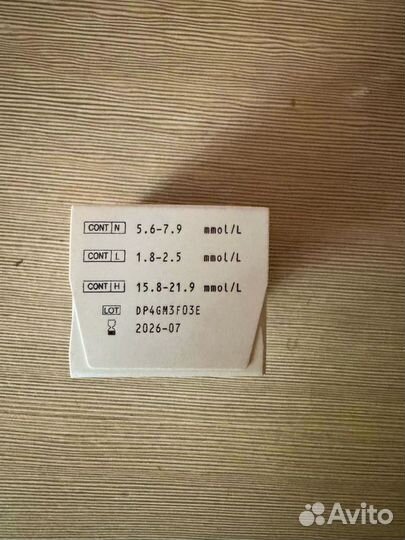 CONT N 5.6-7.9 mmol/L
CONT L 1.8-2.5 mmol/L
CONT H 15.8-21.9 mmol/L
LOT DP4GM3F03E
2026-07
Avito